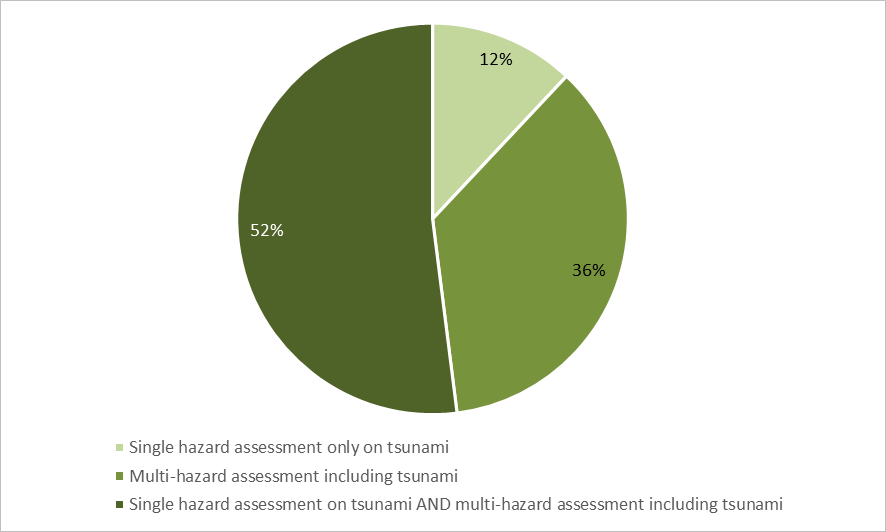 12%
36%
52%
Single hazard assessment only on tsunami
Multi-hazard assessment including tsunami
Single hazard assessment on tsunami AND multi-hazard assessment including tsunami